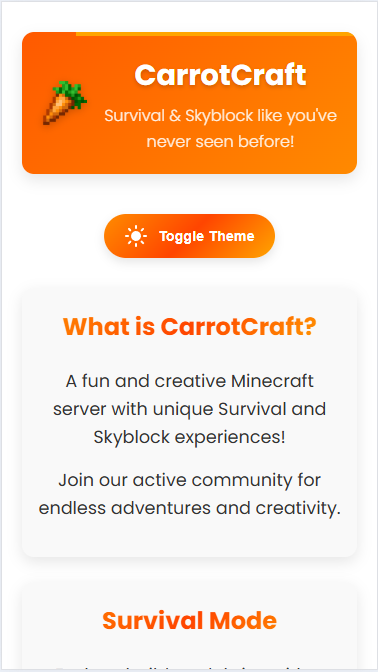 CarrotCraft
Survival & Skyblock like you've
never seen before!
Toggle Theme
What is CarrotCraft?
A fun and creative Minecraft
server with unique Survival and
Skyblock experiences!
Join our active community for
endless adventures and creativity.
Survival Mode